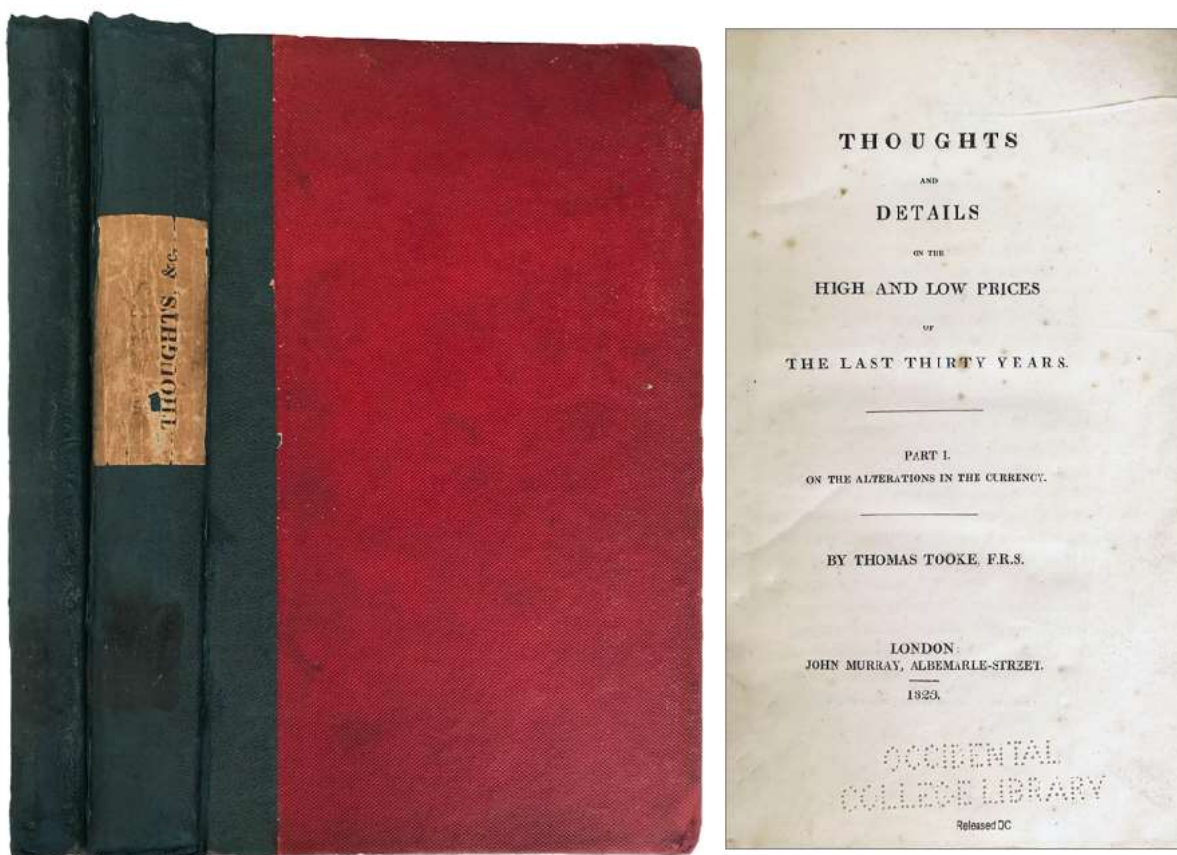 THOUGHTS, &c.
THOUGHTS
AND
DETAILS
ON THE
HIGH AND LOW PRICES
OF
THE LAST THIRTY YEARS.
PART I.
ON THE ALTERATIONS IN THE CURRENCY.
BY THOMAS TOOKE, F.R.S.
LONDON:
JOHN MURRAY, ALBEMARLE-STREET.
1823.
OCCIDENTAL
COLLEGE LIBRARY
Released OC